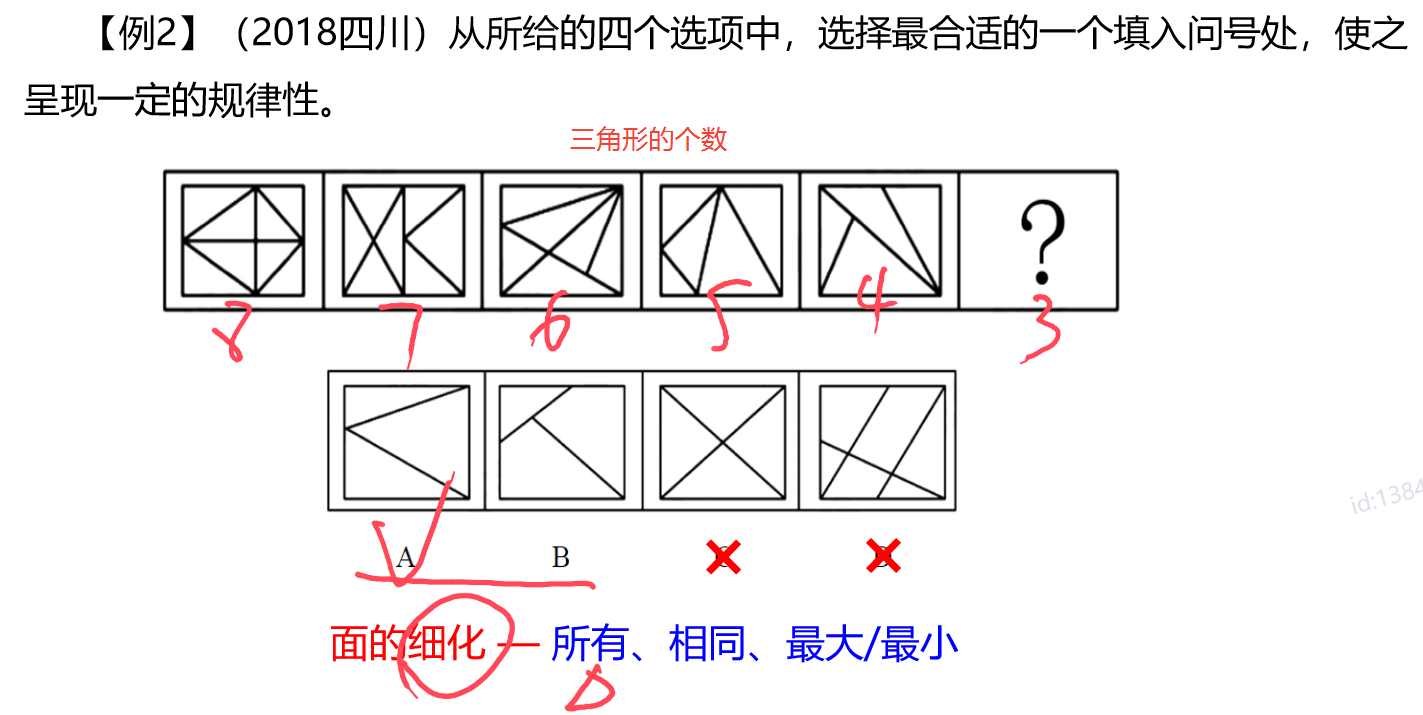 【例2】（2018四川）从所给的四个选项中，选择最合适的一个填入问号处，使之
呈现一定的规律性。
三角形的个数
?
8 7 6 5 4 3
A B
面的细化 — 所有、相同、最大/最小
id:1384